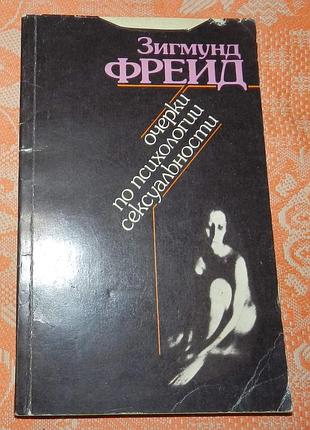 Зигмунд
ФРЕЙД
очерки
по психологии
сексуальности